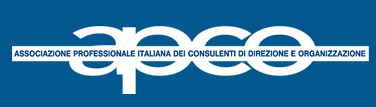 apco
ASSOCIAZIONE PROFESSIONALE ITALIANA DEI CONSULENTI DI DIREZIONE E ORGANIZZAZIONE